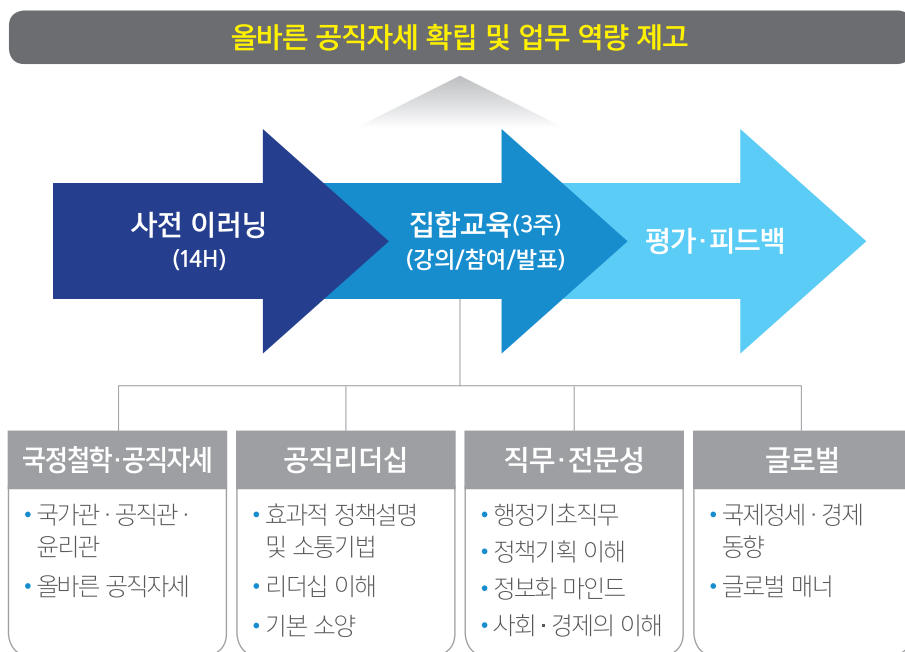 올바른 공직자세 확립 및 업무 역량 제고
사전 이러닝
(14H)
집합교육(3주)
(강의/참여/발표)
평가·피드백
국정철학·공직자세
• 국가관 · 공직관 ·
윤리관
• 올바른 공직자세
공직리더십
• 효과적 정책설명
및 소통기법
• 리더십 이해
• 기본 소양
직무·전문성
• 행정기초직무
• 정책기획 이해
• 정보화 마인드
• 사회 · 경제의 이해
글로벌
• 국제정세 · 경제
동향
• 글로벌 매너